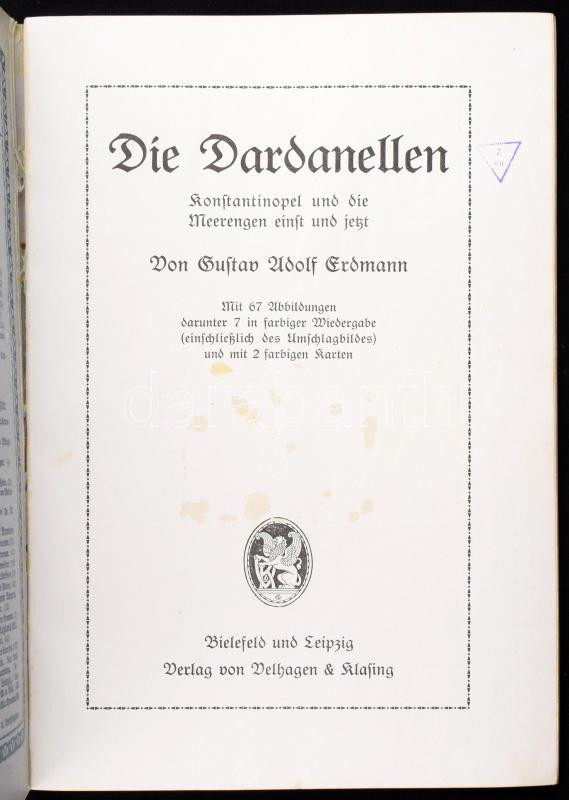 Die Dardanellen
Konſtantinopel und die
Meerengen einſt und jetzt
Von Guſtav Adolf Erdmann
Mit 67 Abbildungen
darunter 7 in farbiger Wiedergabe
(einſchließlich des Umſchlagbildes)
und mit 2 farbigen Karten
darabanth
Bielefeld und Leipzig
Verlag von Velhagen & Klaſing